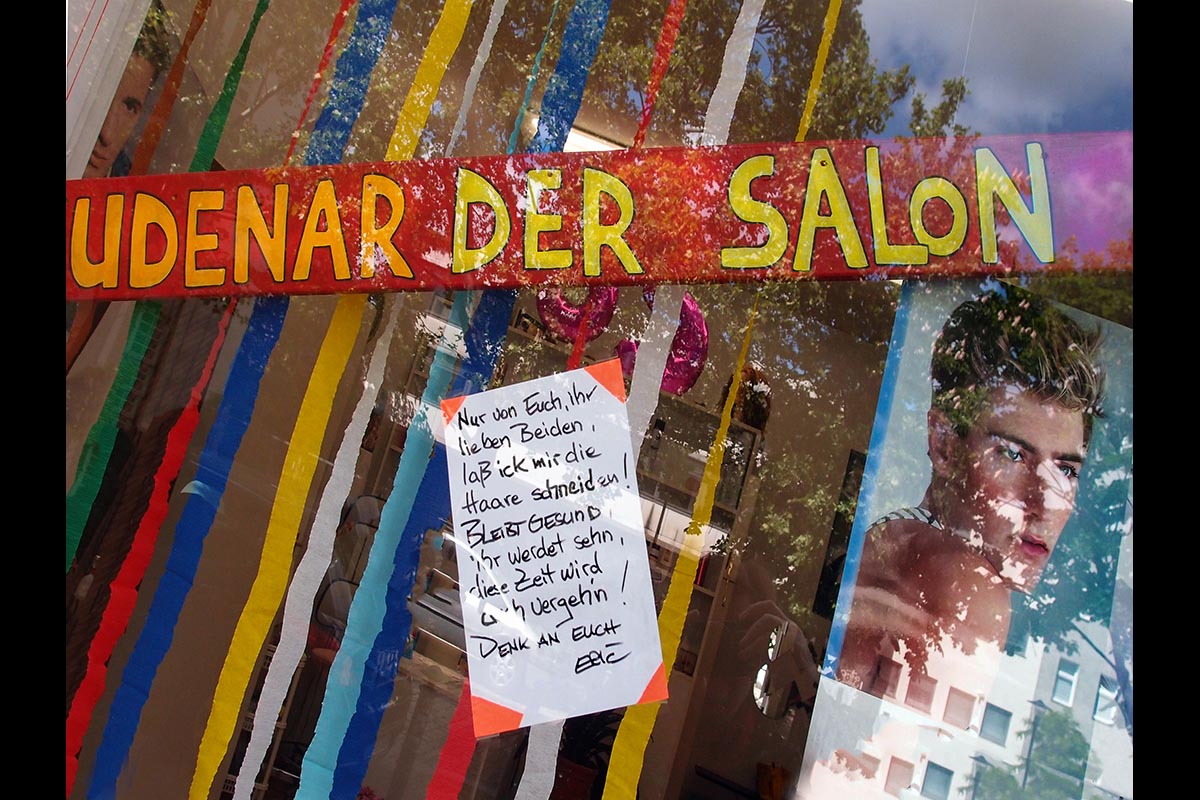 UDENAR DER SALON
Nur von Euch, ihr
lieben Beiden,
laß ick mir die
Haare schneiden!
BLEIBT GESUND,
ihr werdet sehn,
diese Zeit wird
auch vergehn!
DENK AN EUCH